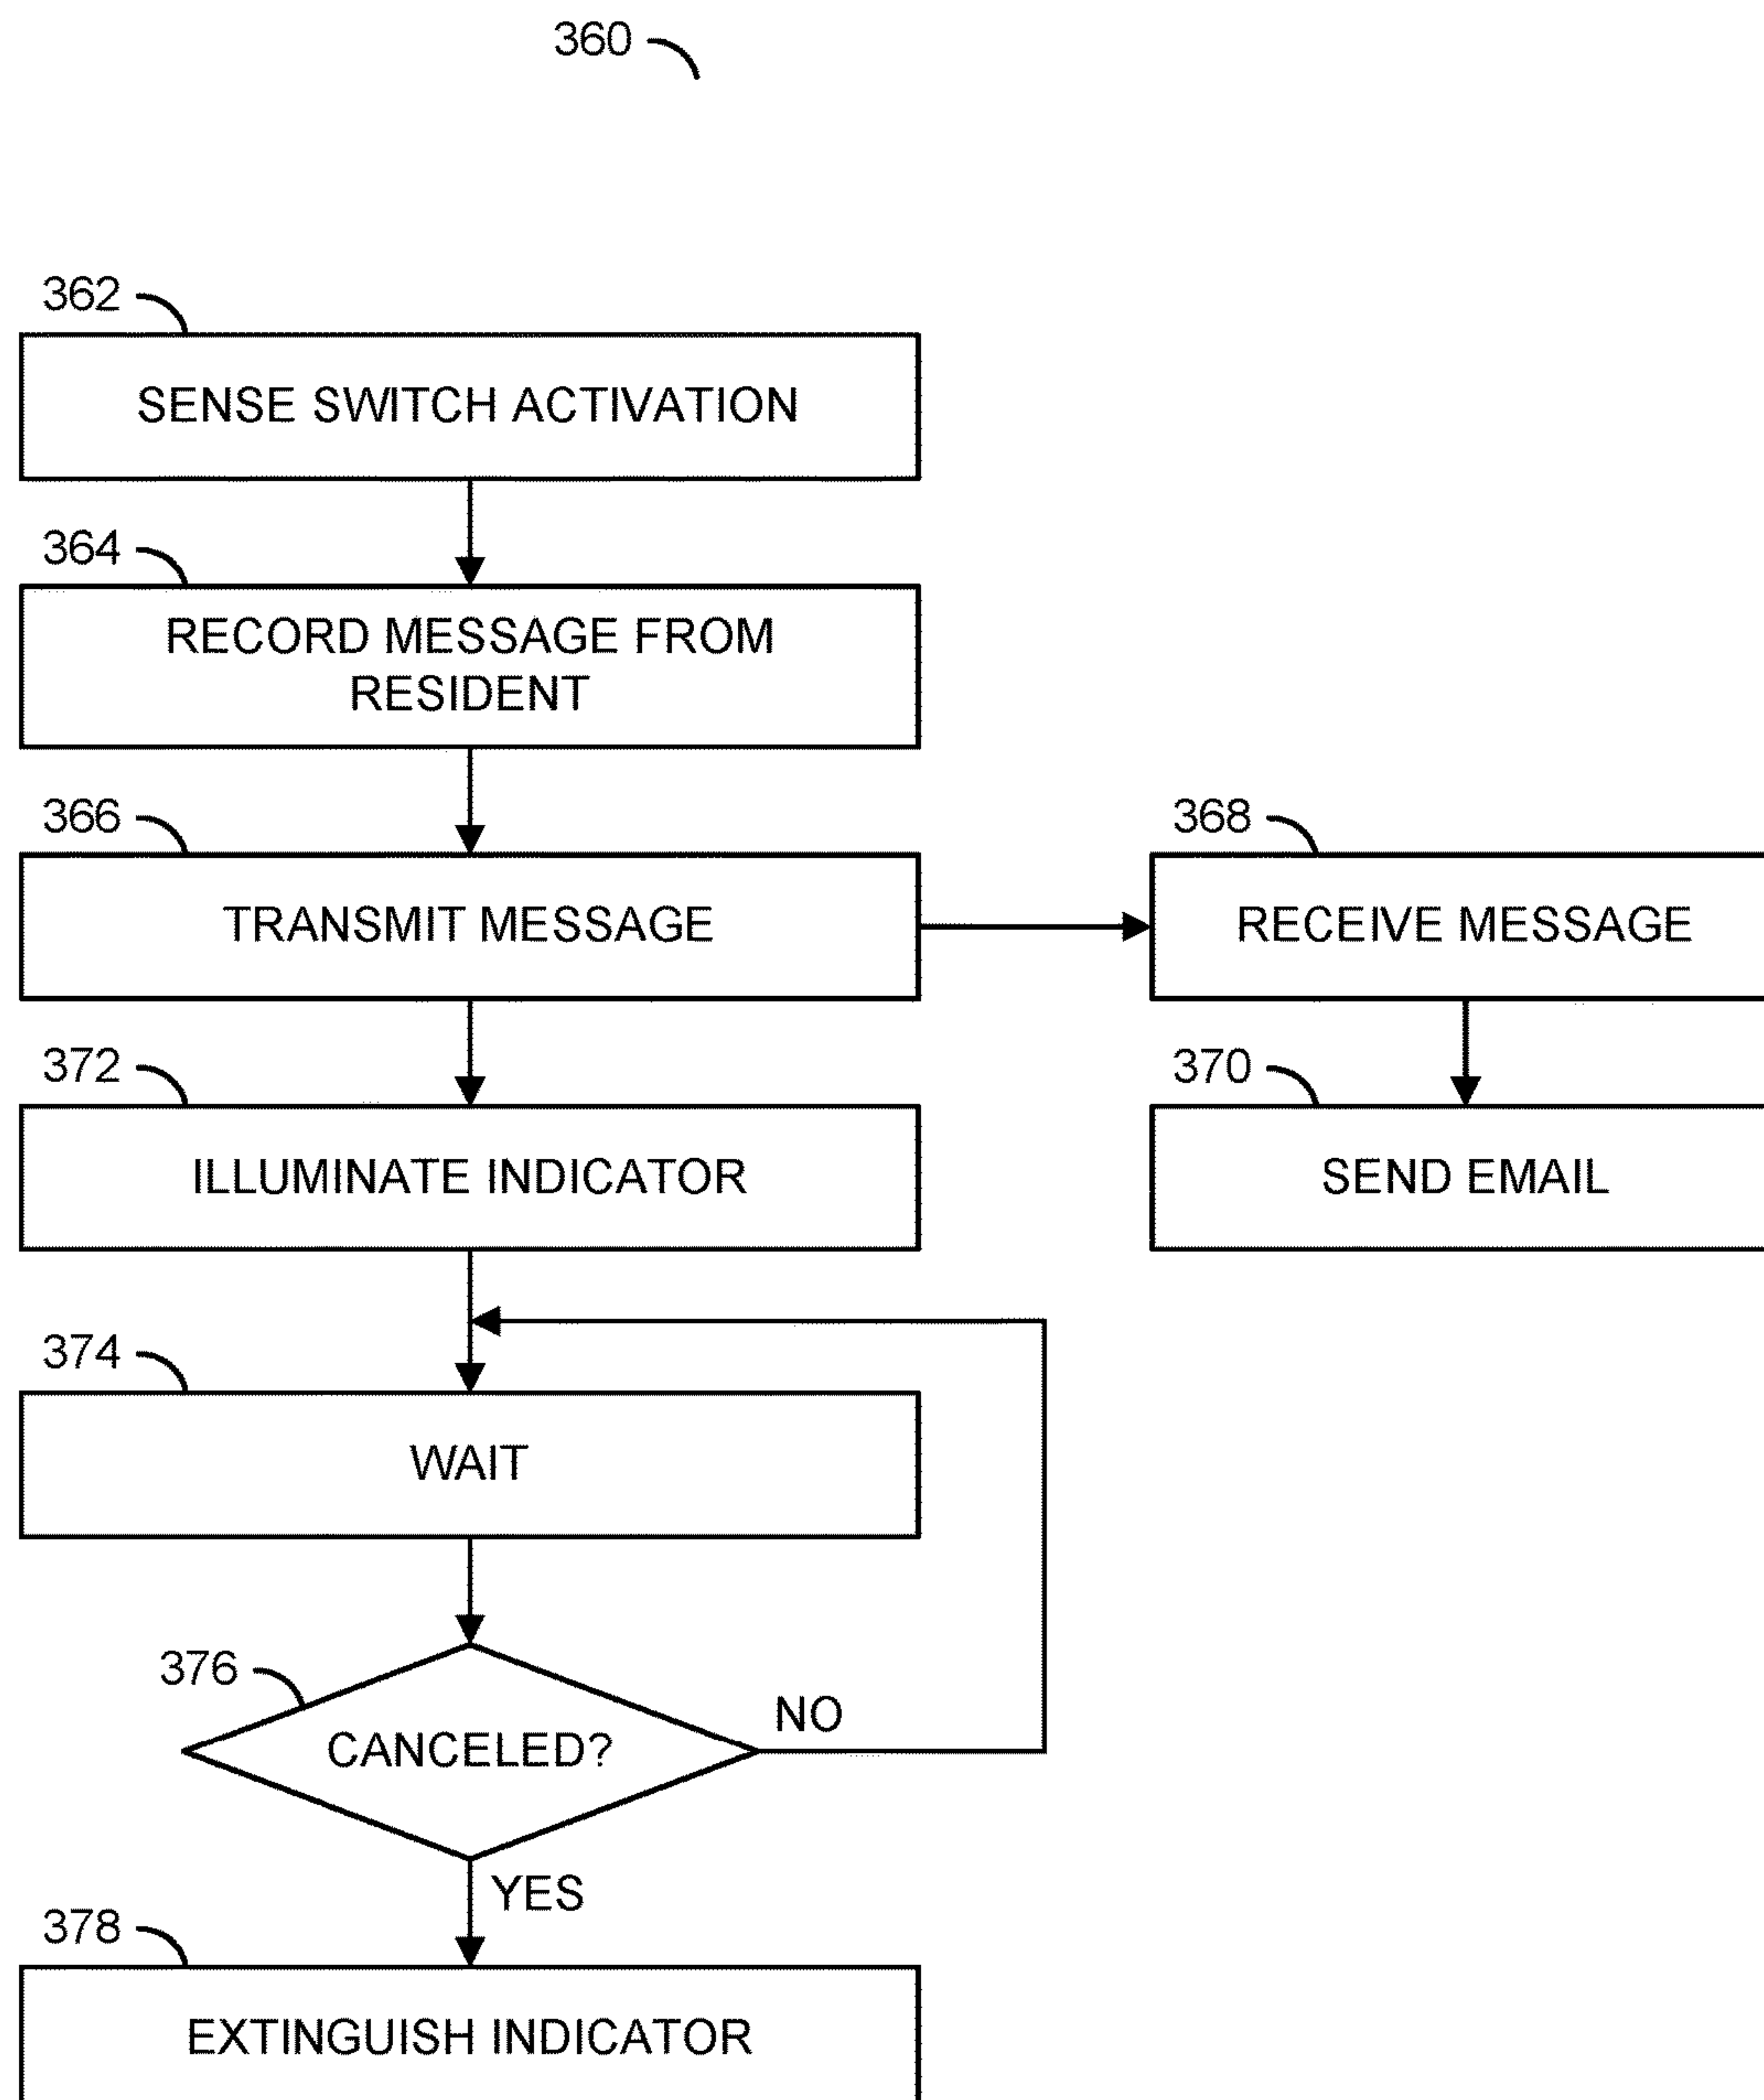 360
362
SENSE SWITCH ACTIVATION
364
RECORD MESSAGE FROM
RESIDENT
366
TRANSMIT MESSAGE
368
RECEIVE MESSAGE
372
ILLUMINATE INDICATOR
370
SEND EMAIL
374
WAIT
376
CANCELED?
NO
YES
378
EXTINGUISH INDICATOR